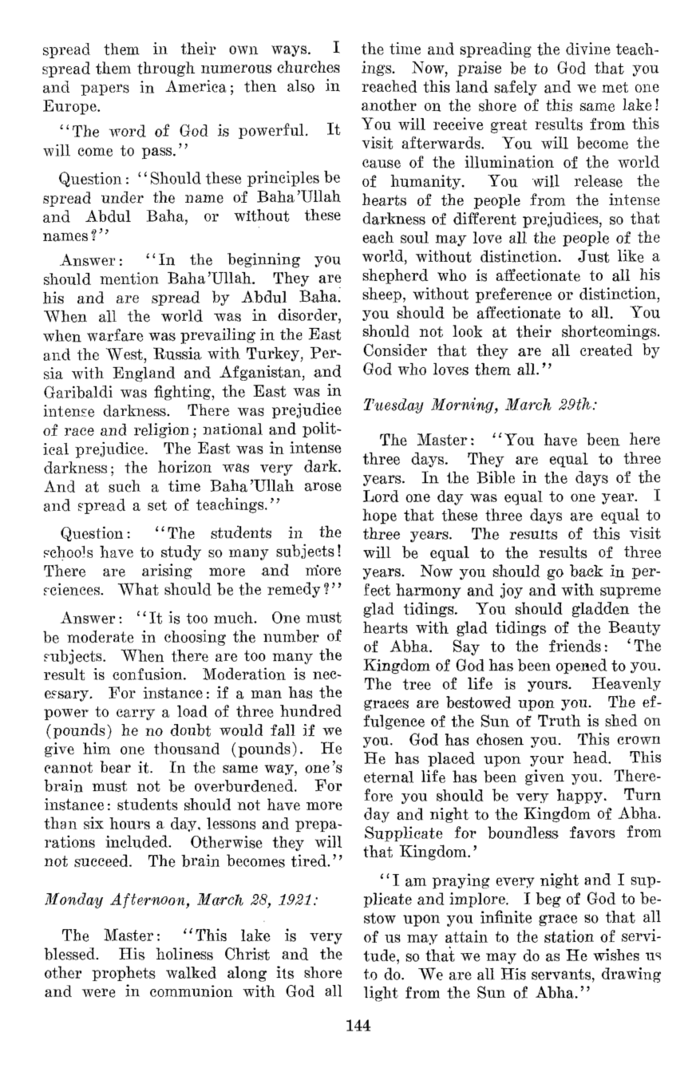 spread them in their own ways. I
spread them through numerous churches
and papers in America; then also in
Europe.
"The word of God is powerful. It
will come to pass."
Question: "Should these principles be
spread under the name of Baha'Ullah
and Abdul Baha, or without these
names?"
Answer: "In the beginning you
should mention Baha'Ullah. They are
his and are spread by Abdul Baha.
When all the world was in disorder,
when warfare was prevailing in the East
and the West, Russia with Turkey, Per-
sia with England and Afganistan, and
Garibaldi was fighting, the East was in
intense darkness. There was prejudice
of race and religion; national and polit-
ical prejudice. The East was in intense
darkness; the horizon was very dark.
And at such a time Baha'Ullah arose
and spread a set of teachings."
Question: "The students in the
schools have to study so many subjects!
There are arising more and more
sciences. What should be the remedy?"
Answer: "It is too much. One must
be moderate in choosing the number of
subjects. When there are too many the
result is confusion. Moderation is nec-
essary. For instance: if a man has the
power to carry a load of three hundred
(pounds) he no doubt would fall if we
give him one thousand (pounds). He
cannot bear it. In the same way, one's
brain must not be overburdened. For
instance: students should not have more
than six hours a day, lessons and prepa-
rations included. Otherwise they will
not succeed. The brain becomes tired."
Monday Afternoon, March 28, 1921:
The Master: "This lake is very
blessed. His holiness Christ and the
other prophets walked along its shore
and were in communion with God all
the time and spreading the divine teach-
ings. Now, praise be to God that you
reached this land safely and we met one
another on the shore of this same lake!
You will receive great results from this
visit afterwards. You will become the
cause of the illumination of the world
of humanity. You will release the
hearts of the people from the intense
darkness of different prejudices, so that
each soul may love all the people of the
world, without distinction. Just like a
shepherd who is affectionate to all his
sheep, without preference or distinction,
you should be affectionate to all. You
should not look at their shortcomings.
Consider that they are all created by
God who loves them all."
Tuesday Morning, March 29th:
The Master: "You have been here
three days. They are equal to three
years. In the Bible in the days of the
Lord one day was equal to one year. I
hope that these three days are equal to
three years. The results of this visit
will be equal to the results of three
years. Now you should go back in per-
fect harmony and joy and with supreme
glad tidings. You should gladden the
hearts with glad tidings of the Beauty
of Abha. Say to the friends: 'The
Kingdom of God has been opened to you.
The tree of life is yours. Heavenly
graces are bestowed upon you. The ef-
fulgence of the Sun of Truth is shed on
you. God has chosen you. This crown
He has placed upon your head. This
eternal life has been given you. There-
fore you should be very happy. Turn
day and night to the Kingdom of Abha.
Supplicate for boundless favors from
that Kingdom.'
"I am praying every night and I sup-
plicate and implore. I beg of God to be-
stow upon you infinite grace so that all
of us may attain to the station of servi-
tude, so that we may do as He wishes us
to do. We are all His servants, drawing
light from the Sun of Abha."
144